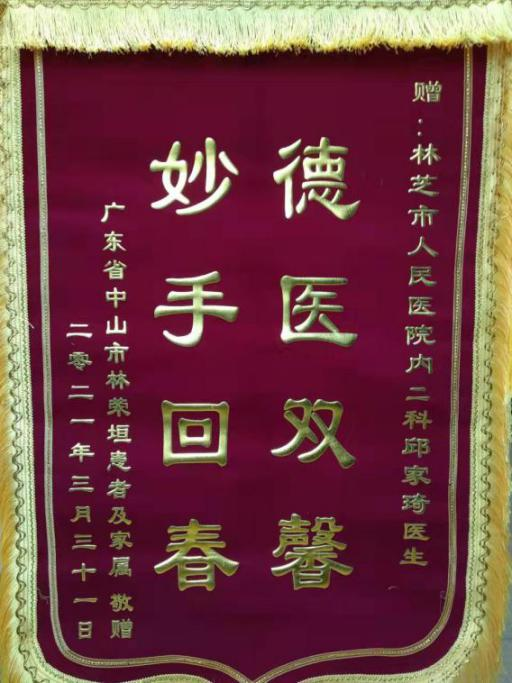 赠：林芝市人民医院内二科邱家琦医生
德医双馨
妙手回春
广东省中山市林荣垣患者及家属 敬赠
二零二一年三月三十一日